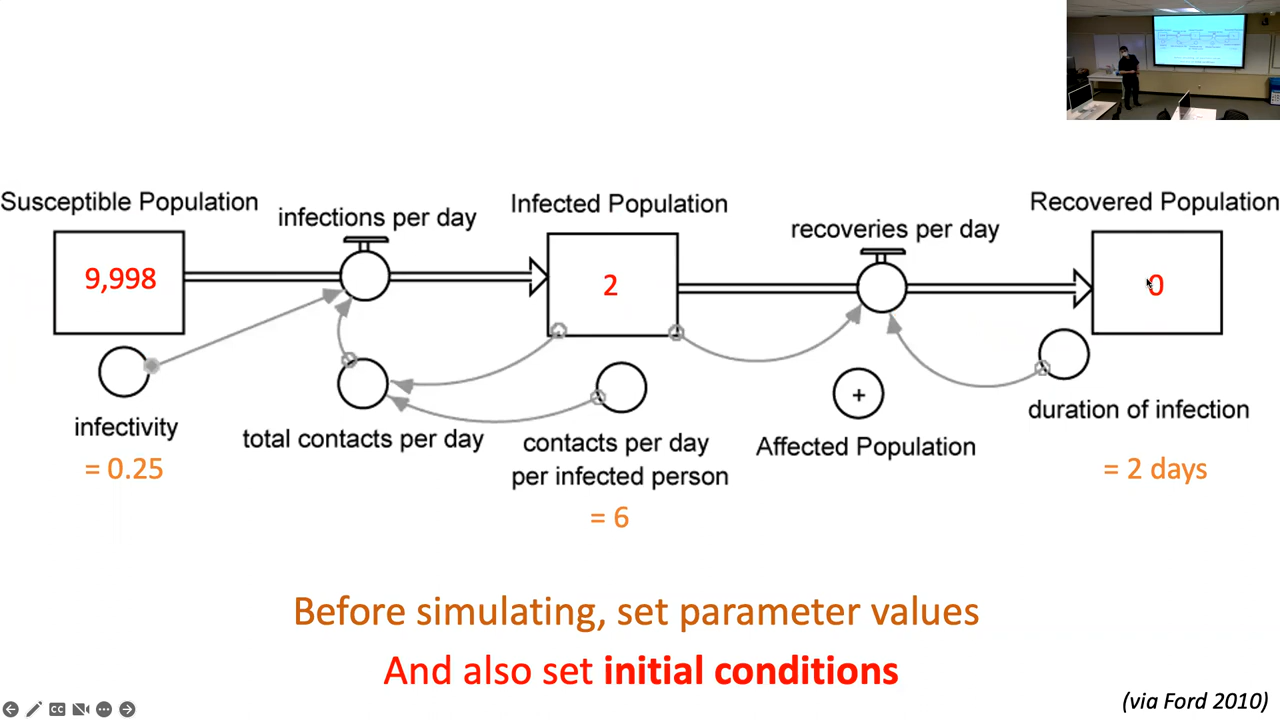 Susceptible Population
infections per day
Infected Population
recoveries per day
Recovered Population
9,998
2
0
infectivity
= 0.25
total contacts per day
contacts per day
per infected person
= 6
+
Affected Population
duration of infection
= 2 days
Before simulating, set parameter values
And also set initial conditions
(via Ford 2010)
CC